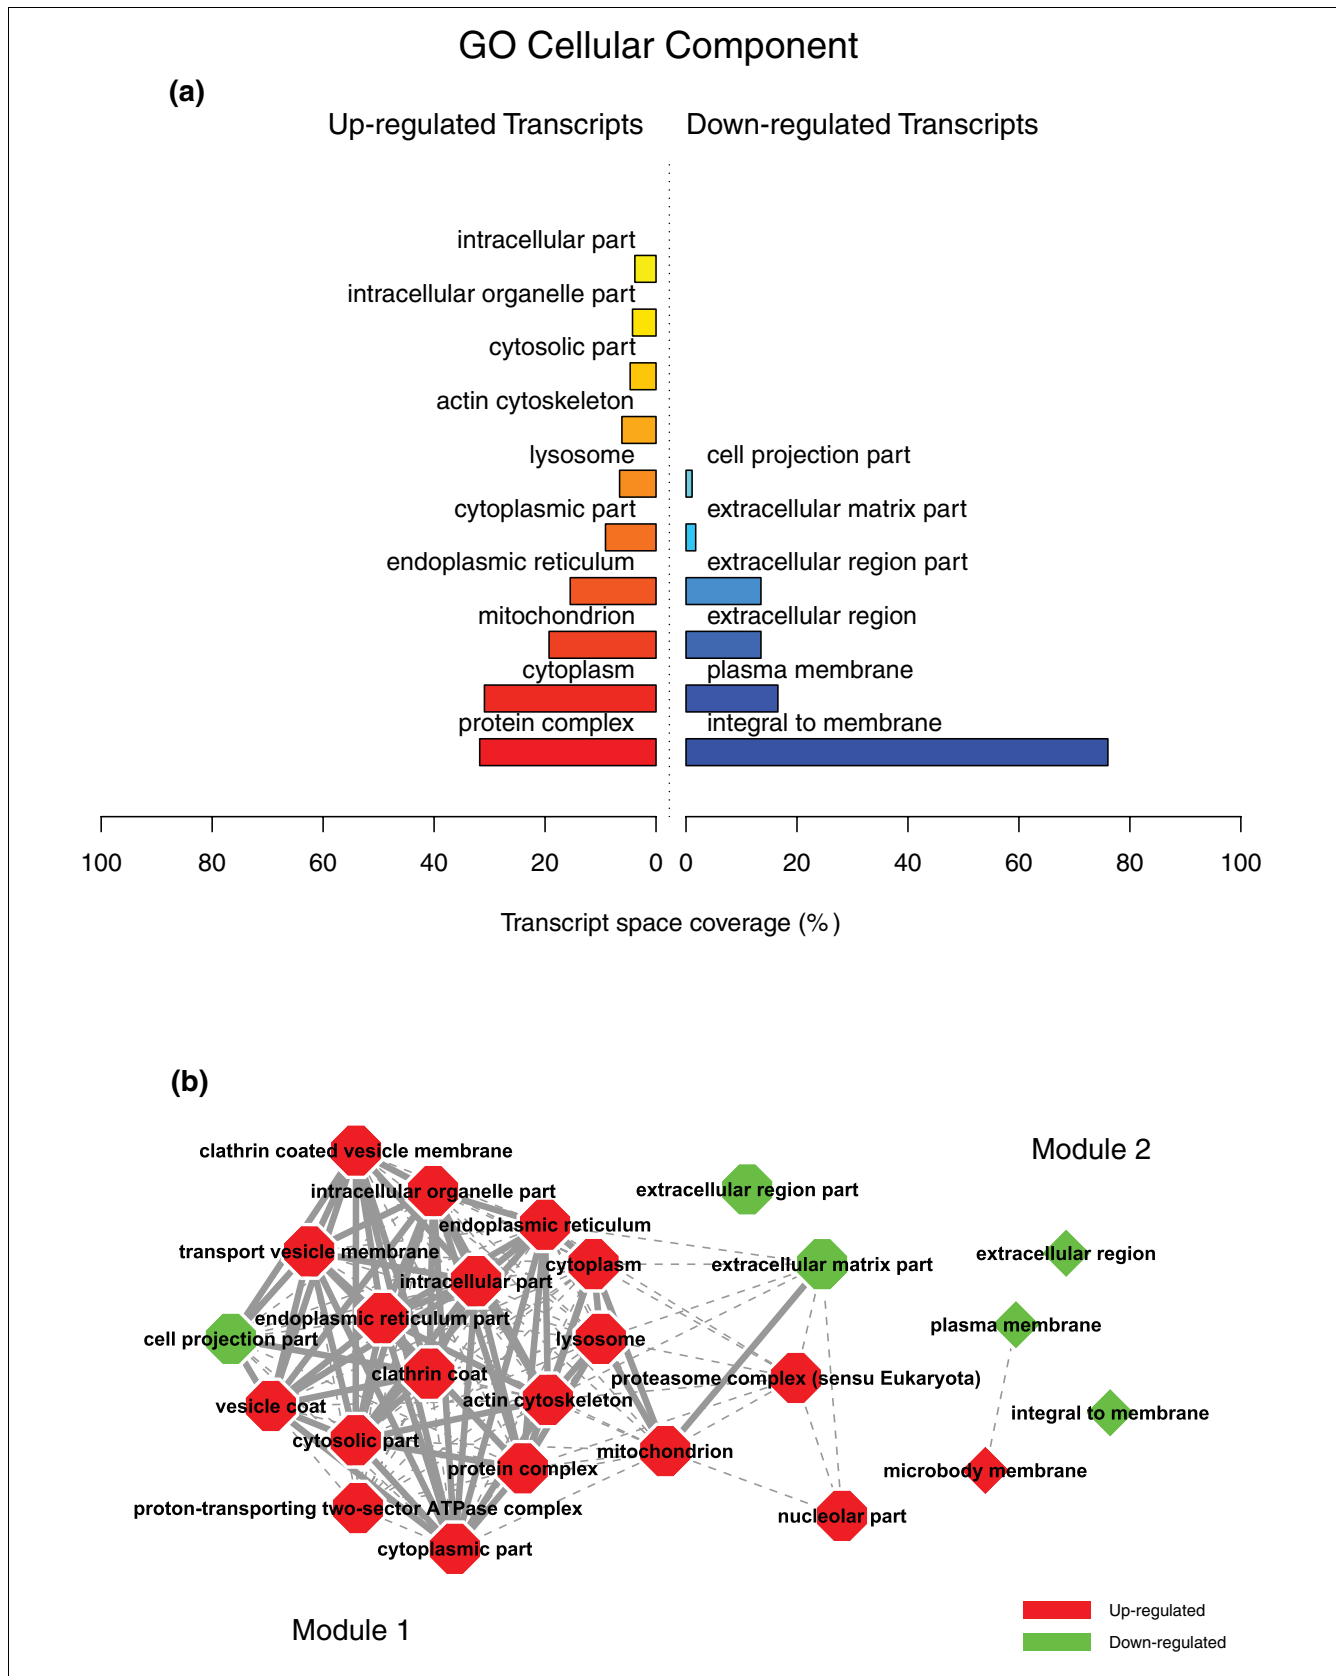 GO Cellular Component
(a)
Up-regulated Transcripts
Down-regulated Transcripts
intracellular part
intracellular organelle part
cytosolic part
actin cytoskeleton
lysosome
cell projection part
cytoplasmic part
extracellular matrix part
endoplasmic reticulum
extracellular region part
mitochondrion
extracellular region
cytoplasm
plasma membrane
protein complex
integral to membrane
100 80 60 40 20 0 0 20 40 60 80 100
Transcript space coverage (%)
(b)
Module 2
clathrin coated vesicle membrane
intracellular organelle part
extracellular region part
endoplasmic reticulum
transport vesicle membrane
extracellular region
cytoplasm
extracellular matrix part
intracellular part
endoplasmic reticulum part
plasma membrane
cell projection part
lysosome
clathrin coat
proteasome complex (sensu Eukaryota)
actin cytoskeleton
vesicle coat
integral to membrane
cytosolic part
mitochondrion
protein complex
microbody membrane
proton-transporting two-sector ATPase complex
nucleolar part
cytoplasmic part
Module 1
Up-regulated
Down-regulated